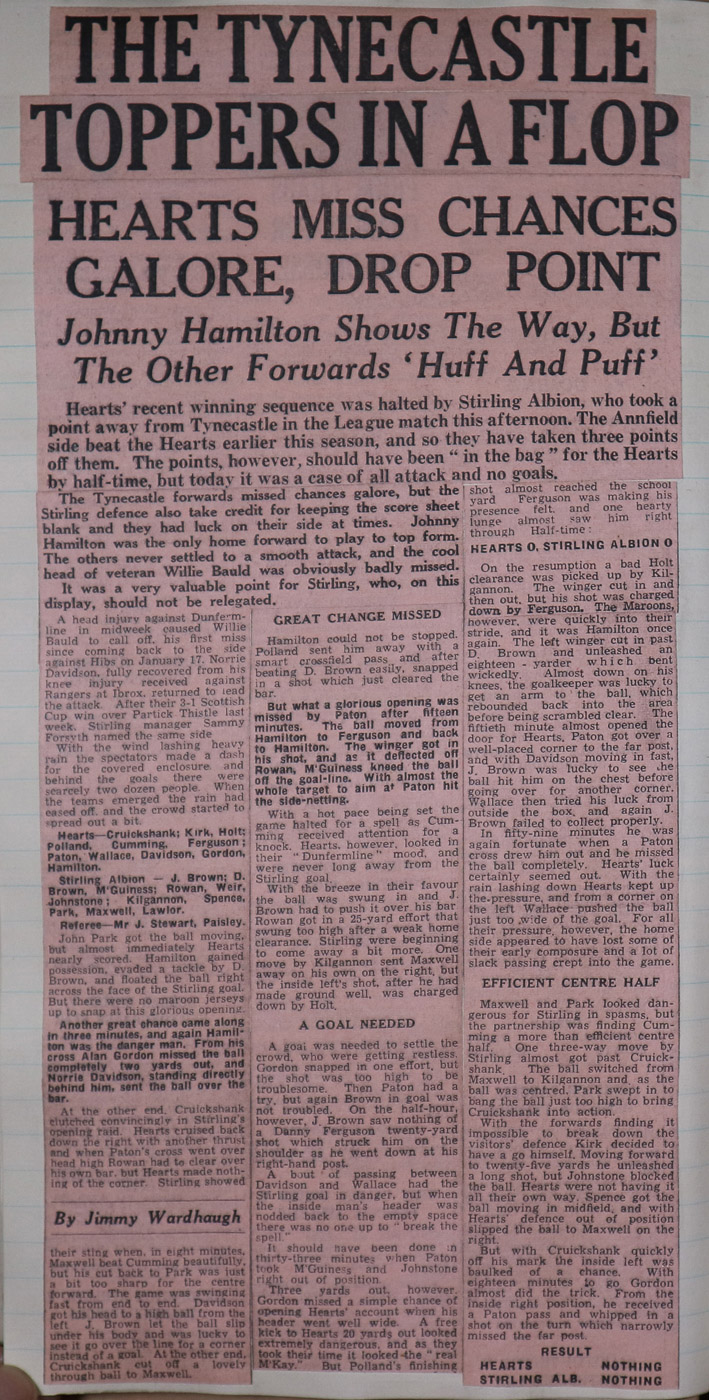 THE TYNECASTLE
TOPPERS IN A FLOP
HEARTS MISS CHANCES
GALORE, DROP POINT
Johnny Hamilton Shows The Way, But
The Other Forwards ‘Huff And Puff’
Hearts' recent winning sequence was halted by Stirling Albion, who took a
point away from Tynecastle in the League match this afternoon. The Annfield
side beat the Hearts earlier this season, and so they have taken three points
off them. The points, however, should have been “ in the bag ” for the Hearts
by half-time, but today it was a case of all attack and no goals.
The Tynecastle forwards missed chances galore, but the
Stirling defence also take credit for keeping the score sheet
blank and they had luck on their side at times. Johnny
Hamilton was the only home forward to play to top form.
The others never settled to a smooth attack, and the cool
head of veteran Willie Bauld was obviously badly missed.
It was a very valuable point for Stirling, who, on this
display, should not be relegated.
A head injury against Dunferm-
line in midweek caused Willie
Bauld to call off, his first miss
since coming back to the side
against Hibs on January 17. Norrie
Davidson, fully recovered from his
knee injury received against
Rangers at Ibrox, returned to lead
the attack. After their 3-1 Scottish
Cup win over Partick Thistle last
week, Stirling manager Sammy
Forsyth named the same side
With the wind lashing heavy
rain the spectators made a dash
for the covered enclosure and
behind the goals there were
scarcely two dozen people. When
the teams emerged the rain had
eased off, and the crowd started to
spread out a bit.
Hearts—Cruickshank; Kirk, Holt;
Polland, Cumming, Ferguson;
Paton, Wallace, Davidson, Gordon,
Hamilton.
Stirling Albion — J. Brown; D.
Brown, M'Guiness; Rowan, Weir,
Johnstone; Kilgannon, Spence,
Park, Maxwell, Lawlor.
Referee—Mr J. Stewart, Paisley.
John Park got the ball moving,
but almost immediately Hearts
nearly scored. Hamilton gained
possession, evaded a tackle by D.
Brown, and floated the ball right
across the face of the Stirling goal.
But there were no maroon jerseys
up to snap at this glorious opening.
Another great chance came along
in three minutes, and again Hamil-
ton was the danger man. From his
cross Alan Gordon missed the ball
completely two yards out, and
Norrie Davidson, standing directly
behind him, sent the ball over the
bar.
At the other end, Cruickshank
clutched convincingly in Stirling's
opening raid. Hearts cruised back
down the right with another thrust
and when Paton's cross went over
head high Rowan had to clear over
his own bar, but Hearts made noth-
ing of the corner. Stirling showed
By Jimmy Wardhaugh
their sting when, in eight minutes,
Maxwell beat Cumming beautifully,
but his cut back to Park was just
a bit too sharp for the centre
forward. The game was swinging
fast from end to end. Davidson
got his head to a high ball from the
left J. Brown let the ball slip
under his body and was lucky to
see it go over the line for a corner
instead of a goal. At the other end,
Cruickshank cut off a lovely
through ball to Maxwell.
GREAT CHANCE MISSED
Hamilton could not be stopped.
Polland sent him away with a
smart crossfield pass and after
beating D. Brown easily, snapped
in a shot which just cleared the
bar.
But what a glorious opening was
missed by Paton after fifteen
minutes. The ball moved from
Hamilton to Ferguson and back
to Hamilton. The winger got in
his shot, and as it deflected off
Rowan, M'Guiness kneed the ball
off the goal-line. With almost the
whole target to aim at Paton hit
the side-netting.
With a hot pace being set the
game halted for a spell as Cum-
ming received attention for a
knock. Hearts, however, looked in
their “Dunfermline” mood, and
were never long away from the
Stirling goal.
With the breeze in their favour
the ball was swung in and J.
Brown had to push it over his bar
Rowan got in a 25-yard effort that
swung too high after a weak home
clearance. Stirling were beginning
to come away a bit more. One
move by Kilgannon sent Maxwell
away on his own on the right, but
the inside left's shot, after he had
made ground well, was charged
down by Holt.
A GOAL NEEDED
A goal was needed to settle the
crowd, who were getting restless.
Gordon snapped in one effort, but
the shot was too high to be
troublesome. Then Paton had a
try, but again Brown in goal was
not troubled. On the half-hour,
however, J. Brown saw nothing of
a Danny Ferguson twenty-yard
shot which struck him on the
shoulder as he went down at his
right-hand post.
A bout of passing between
Davidson and Wallace had the
Stirling goal in danger, but when
the inside man's header was
nodded back to the empty space
there was no one up to “break the
spell.”
It should have been done in
thirty-three minutes when Paton
took M'Guiness and Johnstone
right out of position.
Three yards out, however,
Gordon missed a simple chance of
opening Hearts' account when his
header went well wide. A free
kick to Hearts 20 yards out looked
extremely dangerous, and as they
took their time it looked the “real
M'Kay.” But Polland's finishing
shot almost reached the school
yard. Ferguson was making his
presence felt, and one hearty
lunge almost saw him right
through Half-time:
HEARTS 0, STIRLING ALBION 0
On the resumption a bad Holt
clearance was picked up by Kil-
gannon. The winger cut in and
then out, but his shot was charged
down by Ferguson. The Maroons,
however, were quickly into their
stride, and it was Hamilton once
again. The left winger cut in past
D. Brown and unleashed an
eighteen - yarder which bent
wickedly. Almost down on his
knees, the goalkeeper was lucky to
get an arm to the ball, which
rebounded back into the area
before being scrambled clear. The
fiftieth minute almost opened the
door for Hearts. Paton got over a
well-placed corner to the far post,
and with Davison moving in fast,
J. Brown was lucky to see the
ball hit him on the chest before
going over for another corner.
Wallace then tried his luck from
outside the box, and again J.
Brown failed to collect properly.
In fifty-nine minutes he was
again fortunate when a Paton
cross drew him out and he missed
the ball completely. Hearts' luck
certainly seemed out. With the
rain lashing down Hearts kept up
the pressure, and from a corner on
the left Wallace pushed the ball
just too wide of the goal. For all
their pressure, however, the home
side appeared to have lost some of
their early composure and a lot of
slack passing crept into the game.
EFFICIENT CENTRE HALF
Maxwell and Park looked dan-
gerous for Stirling in spasms, but
the partnership was finding Cum-
ming a more than efficient centre
half. One three-way move by
Stirling almost got past Cruick-
shank. The ball switched from
Maxwell to Kilgannon and as the
ball was centred, Park swept in to
bang the ball just too high to bring
Cruickshank into action.
With the forwards finding it
impossible to break down the
visitors' defence Kirk decided to
have a go himself. Moving forward
to twenty-five yards he unleashed
a long shot, but Johnstone blocked
the ball. Hearts were not having it
all their own way. Spence got the
ball moving in midfield, and with
Hearts' defence out of position
slipped the ball to Maxwell on the
right.
But with Cruickshank quickly
off his mark the inside left was
baulked of a chance. With
eighteen minutes to go Gordon
almost did the trick. From the
inside right position, he received
a Paton pass and whipped in a
shot on the turn which narrowly
missed the far post.
RESULT
HEARTS NOTHING
STIRLING ALB. NOTHING